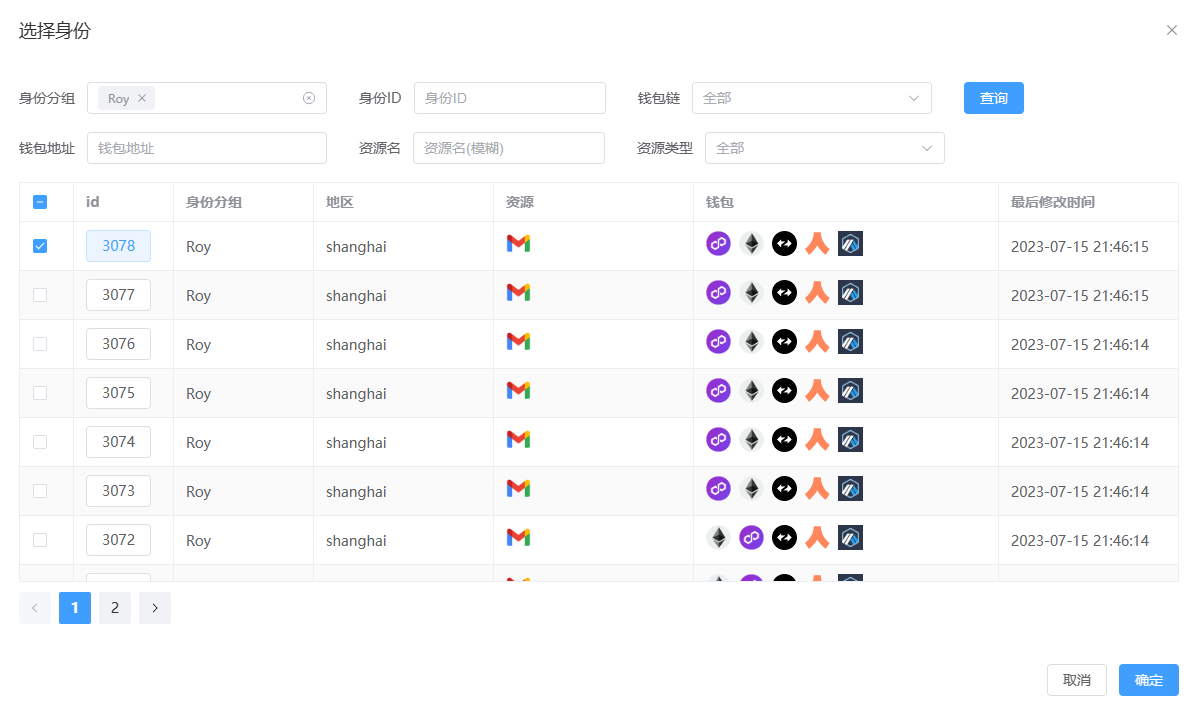 选择身份
身份分组 Roy 身份ID 身份ID 钱包链 全部 查询
钱包地址 钱包地址 资源名 资源名(模糊) 资源类型 全部
id 身份分组 地区 资源 钱包 最后修改时间
3078 Roy shanghai 2023-07-15 21:46:15
3077 Roy shanghai 2023-07-15 21:46:15
3076 Roy shanghai 2023-07-15 21:46:14
3075 Roy shanghai 2023-07-15 21:46:14
3074 Roy shanghai 2023-07-15 21:46:14
3073 Roy shanghai 2023-07-15 21:46:14
3072 Roy shanghai 2023-07-15 21:46:14
1 2
取消 确定